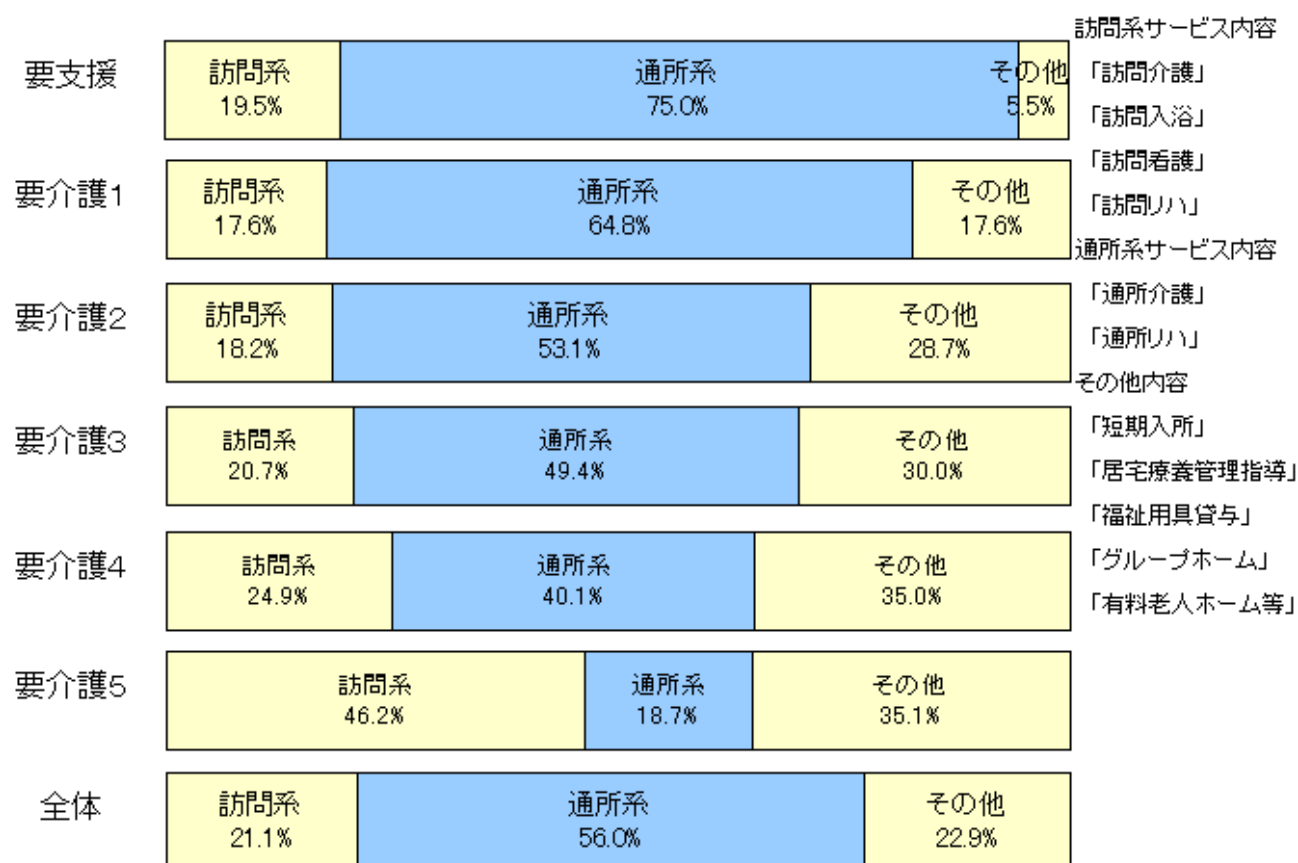 要支援
訪問系
通所系
その他
19.5%
75.0%
5.5%
要介護1
訪問系
通所系
その他
17.6%
64.8%
17.6%
要介護2
訪問系
通所系
その他
18.2%
53.1%
28.7%
要介護3
訪問系
通所系
その他
20.7%
49.4%
30.0%
要介護4
訪問系
通所系
その他
24.9%
40.1%
35.0%
要介護5
訪問系
通所系
その他
46.2%
18.7%
35.1%
全体
訪問系
通所系
その他
21.1%
56.0%
22.9%
訪問系サービス内容
「訪問介護」
「訪問入浴」
「訪問看護」
「訪問リハ」
通所系サービス内容
「通所介護」
「通所リハ」
その他内容
「短期入所」
「居宅療養管理指導」
「福祉用具貸与」
「グループホーム」
「有料老人ホーム等」